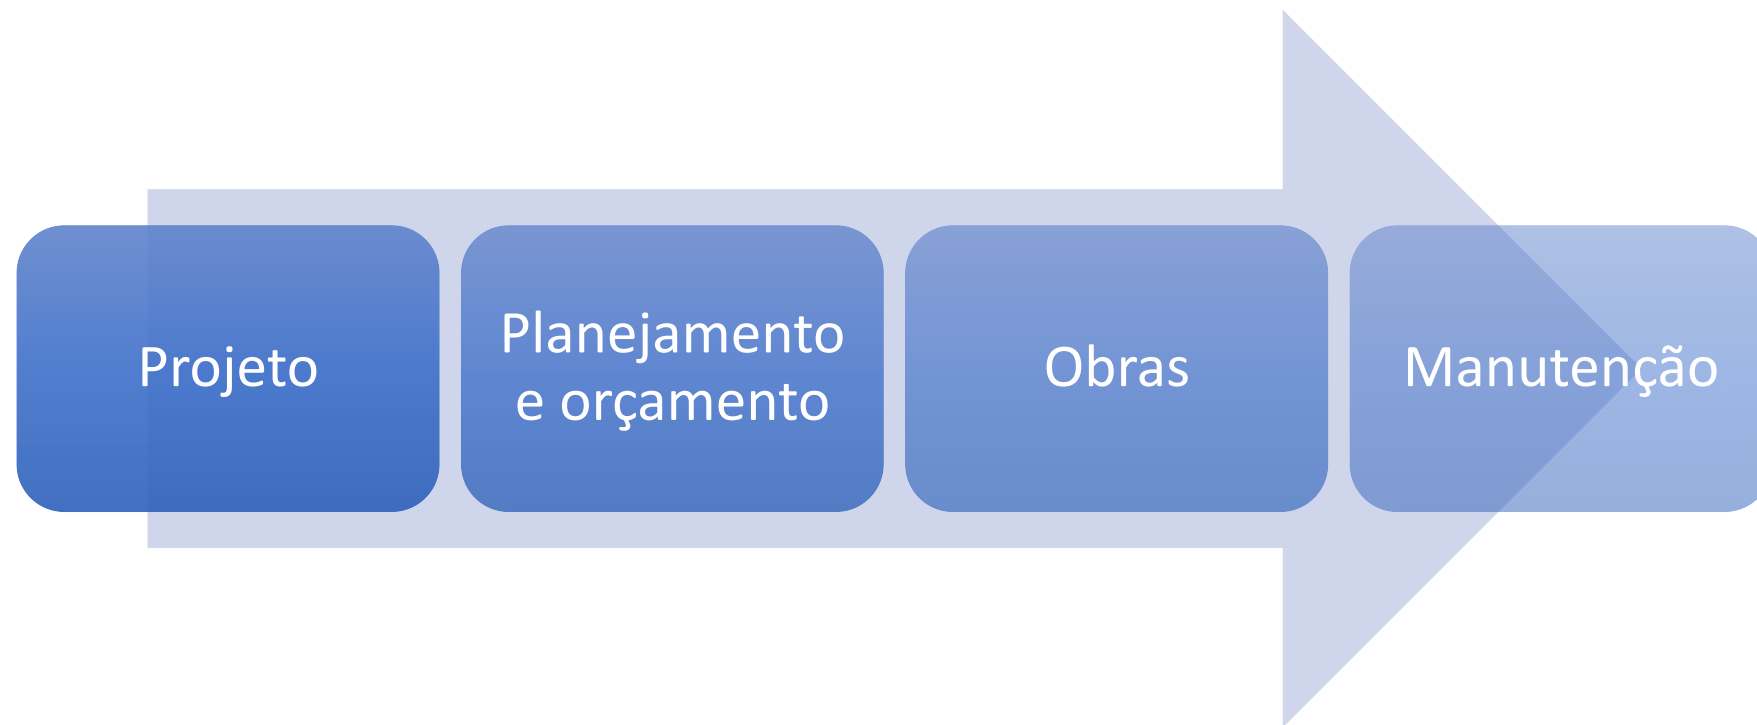 Projeto
Planejamento
e orçamento
Obras
Manutenção